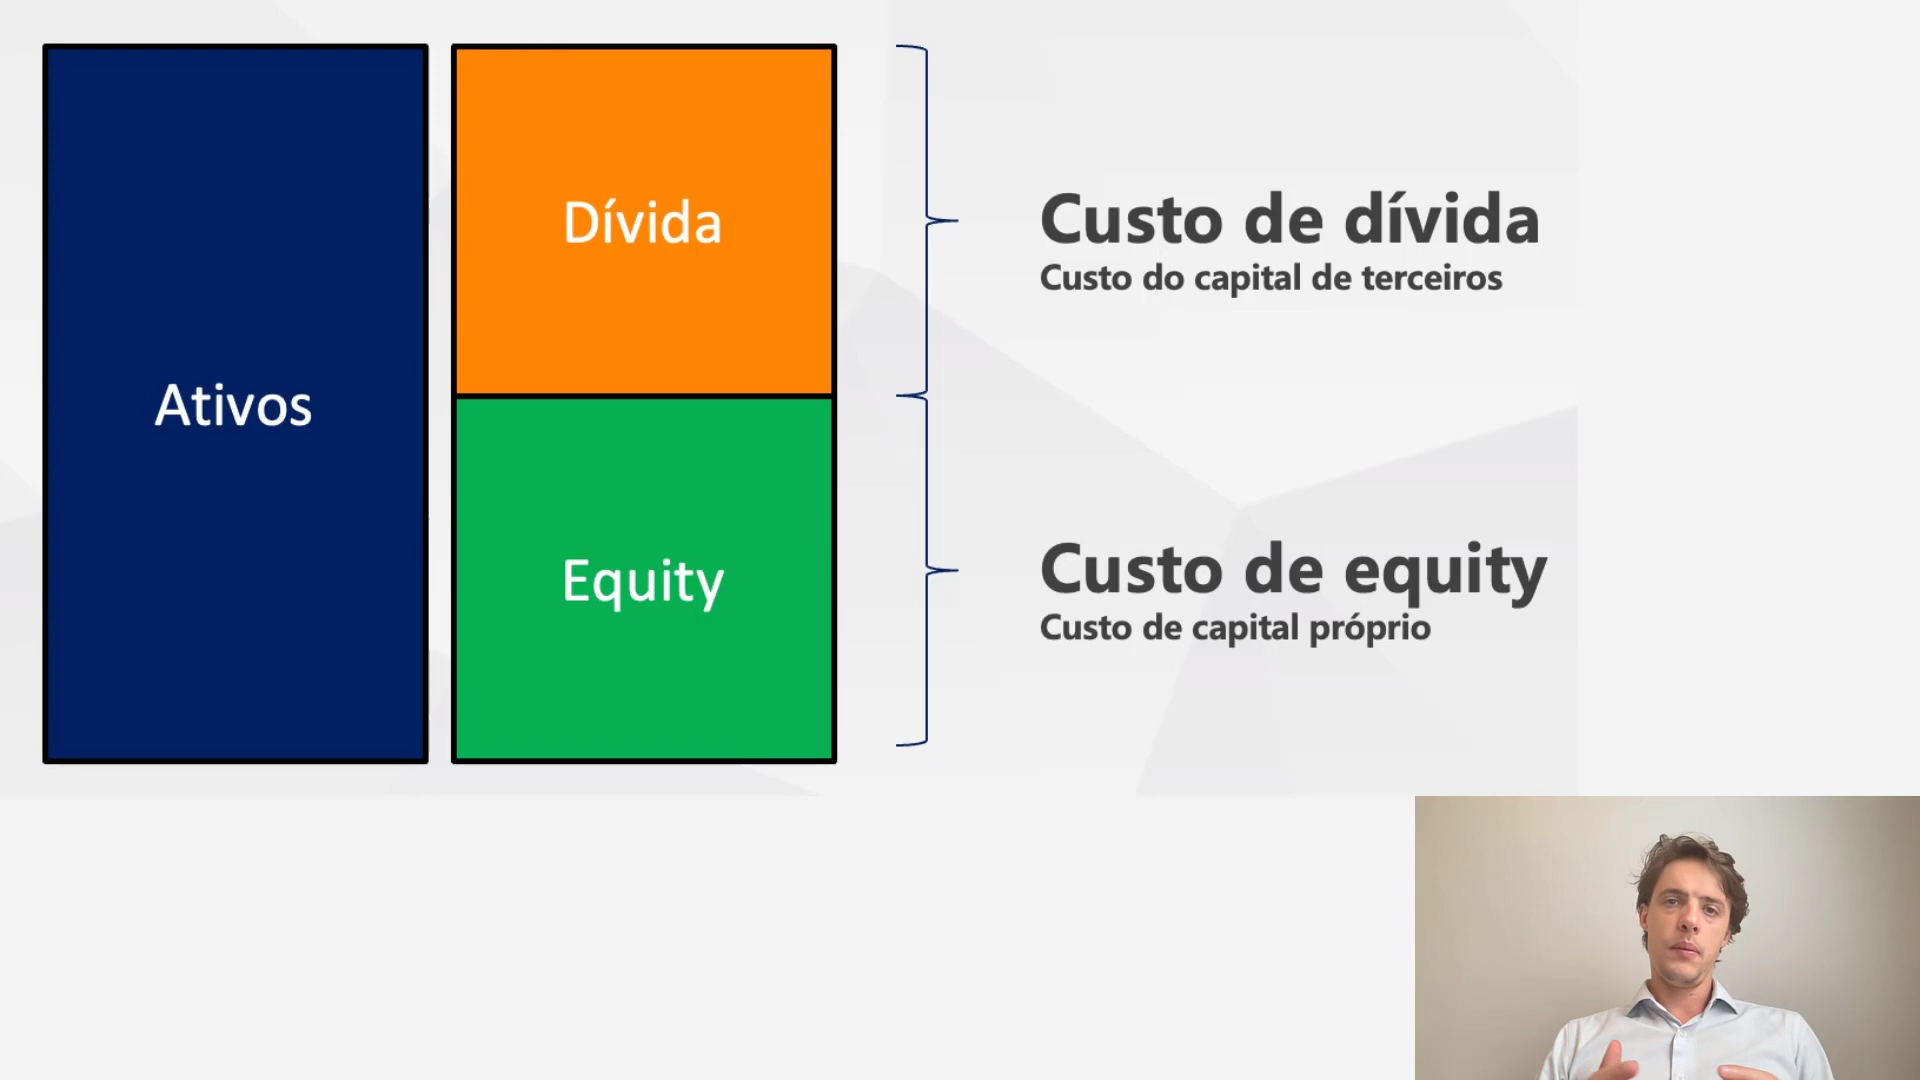 Ativos
Dívida
Custo de dívida
Custo do capital de terceiros
Equity
Custo de equity
Custo de capital próprio